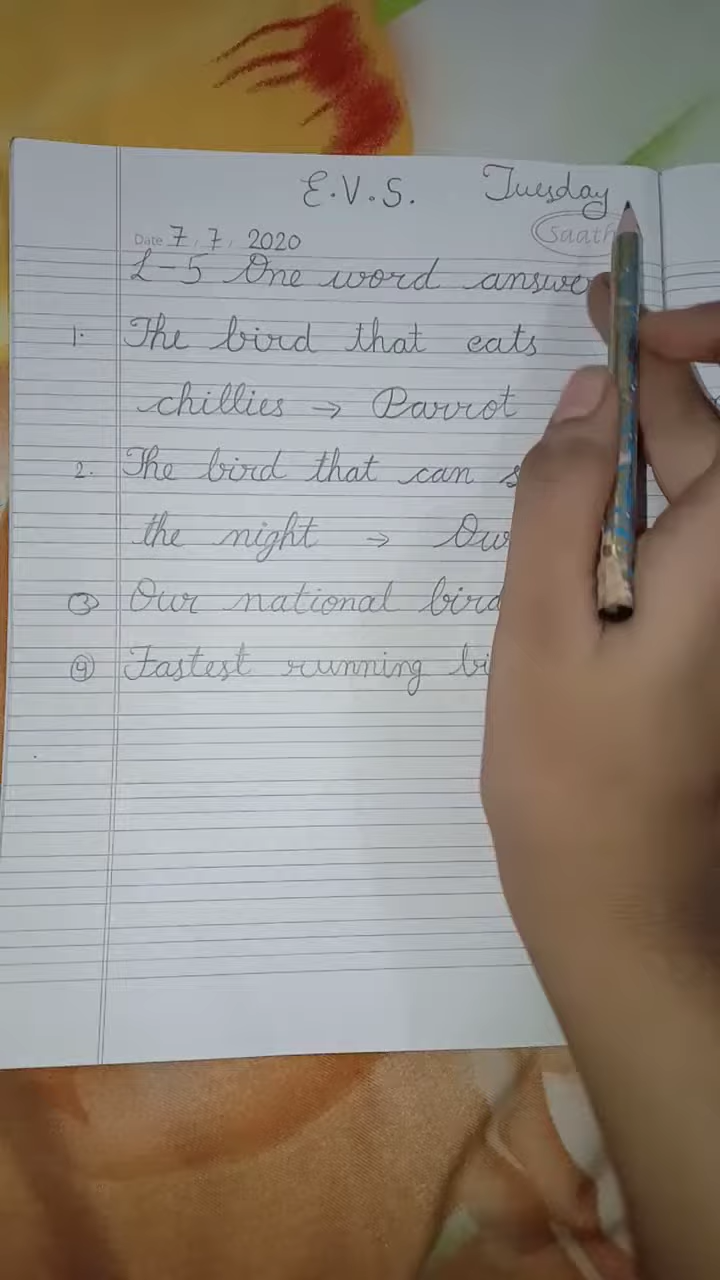 E.V.S. Tuesday
Date 7, 7, 2020
L-5 One word answe
1. The bird that eats
chillies → Parrot
2. The bird that can s
the night → Ow
③ Our national bird
④ Fastest running bi